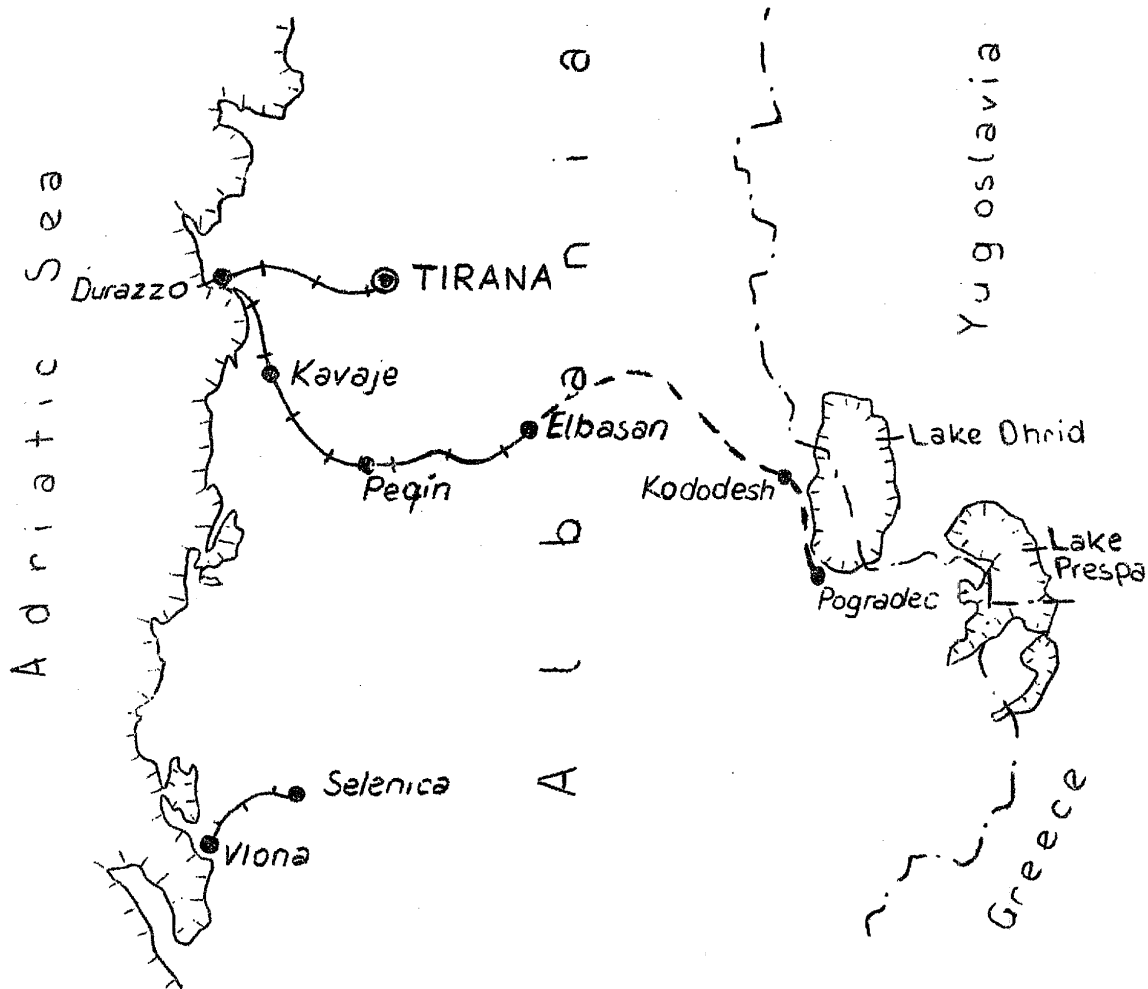 Adriatic Sea
Albania
Yugoslavia
Durazzo
TIRANA
Kavaje
Elbasan
Peqin
Lake Ohrid
Kododesh
Lake
Prespa
Pogradec
Selenica
Vlona
Greece